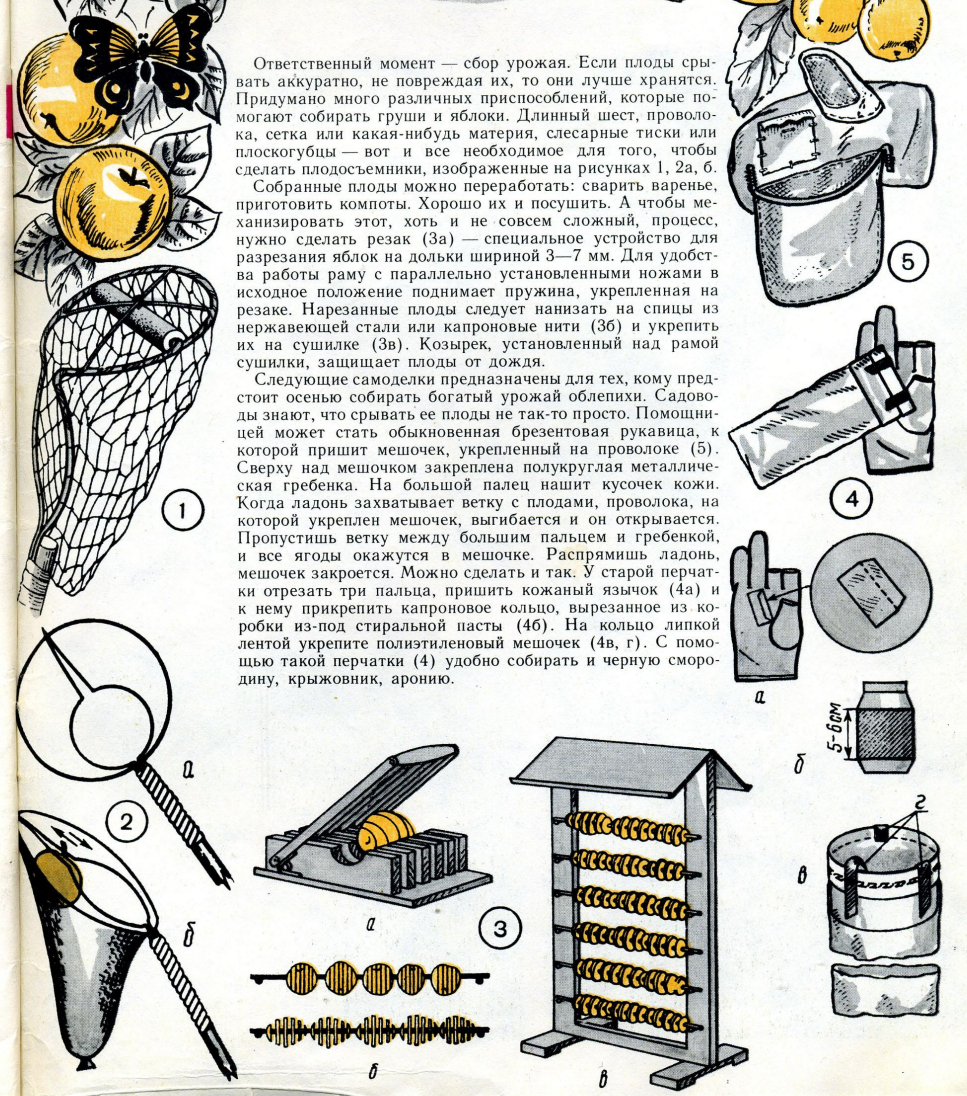 Ответственный момент — сбор урожая. Если плоды сры-
вать аккуратно, не повреждая их, то они лучше хранятся.
Придумано много различных приспособлений, которые по-
могают собирать груши и яблоки. Длинный шест, проволо-
ка, сетка или какая-нибудь материя, слесарные тиски или
плоскогубцы — вот и все необходимое для того, чтобы
сделать плодосъемники, изображенные на рисунках 1, 2а, б.
Собранные плоды можно переработать: сварить варенье,
приготовить компоты. Хорошо их и посушить. А чтобы ме-
ханизировать этот, хоть и не совсем сложный, процесс,
нужно сделать резак (3а) — специальное устройство для
разрезания яблок на дольки шириной 3—7 мм. Для удобст-
ва работы раму с параллельно установленными ножами в
исходное положение поднимает пружина, укрепленная на
резаке. Нарезанные плоды следует нанизать на спицы из
нержавеющей стали или капроновые нити (3б) и укрепить
их на сушилке (3в). Козырек, установленный над рамой
сушилки, защищает плоды от дождя.
Следующие самоделки предназначены для тех, кому пред-
стоит осенью собирать богатый урожай облепихи. Садово-
ды знают, что срывать ее плоды не так-то просто. Помощни-
цей может стать обыкновенная брезентовая рукавица, к
которой пришит мешочек, укрепленный на проволоке (5).
Сверху над мешочком закреплена полукруглая металличе-
ская гребенка. На большой палец нашит кусочек кожи.
Когда ладонь захватывает ветку с плодами, проволока, на
которой укреплен мешочек, выгибается и он открывается.
Пропустишь ветку между большим пальцем и гребенкой,
и все ягоды окажутся в мешочке. Распрямишь ладонь,
мешочек закроется. Можно сделать и так. У старой перчат-
ки отрезать три пальца, пришить кожаный язычок (4а) и
к нему прикрепить капроновое кольцо, вырезанное из ко-
робки из-под стиральной пасты (4б). На кольцо липкой
лентой укрепите полиэтиленовый мешочек (4в, г). С помо-
щью такой перчатки (4) удобно собирать и черную сморо-
дину, крыжовник, аронию.
1
а
2
б
а
3
б
в
5
4
а
5-6см
б
г
в